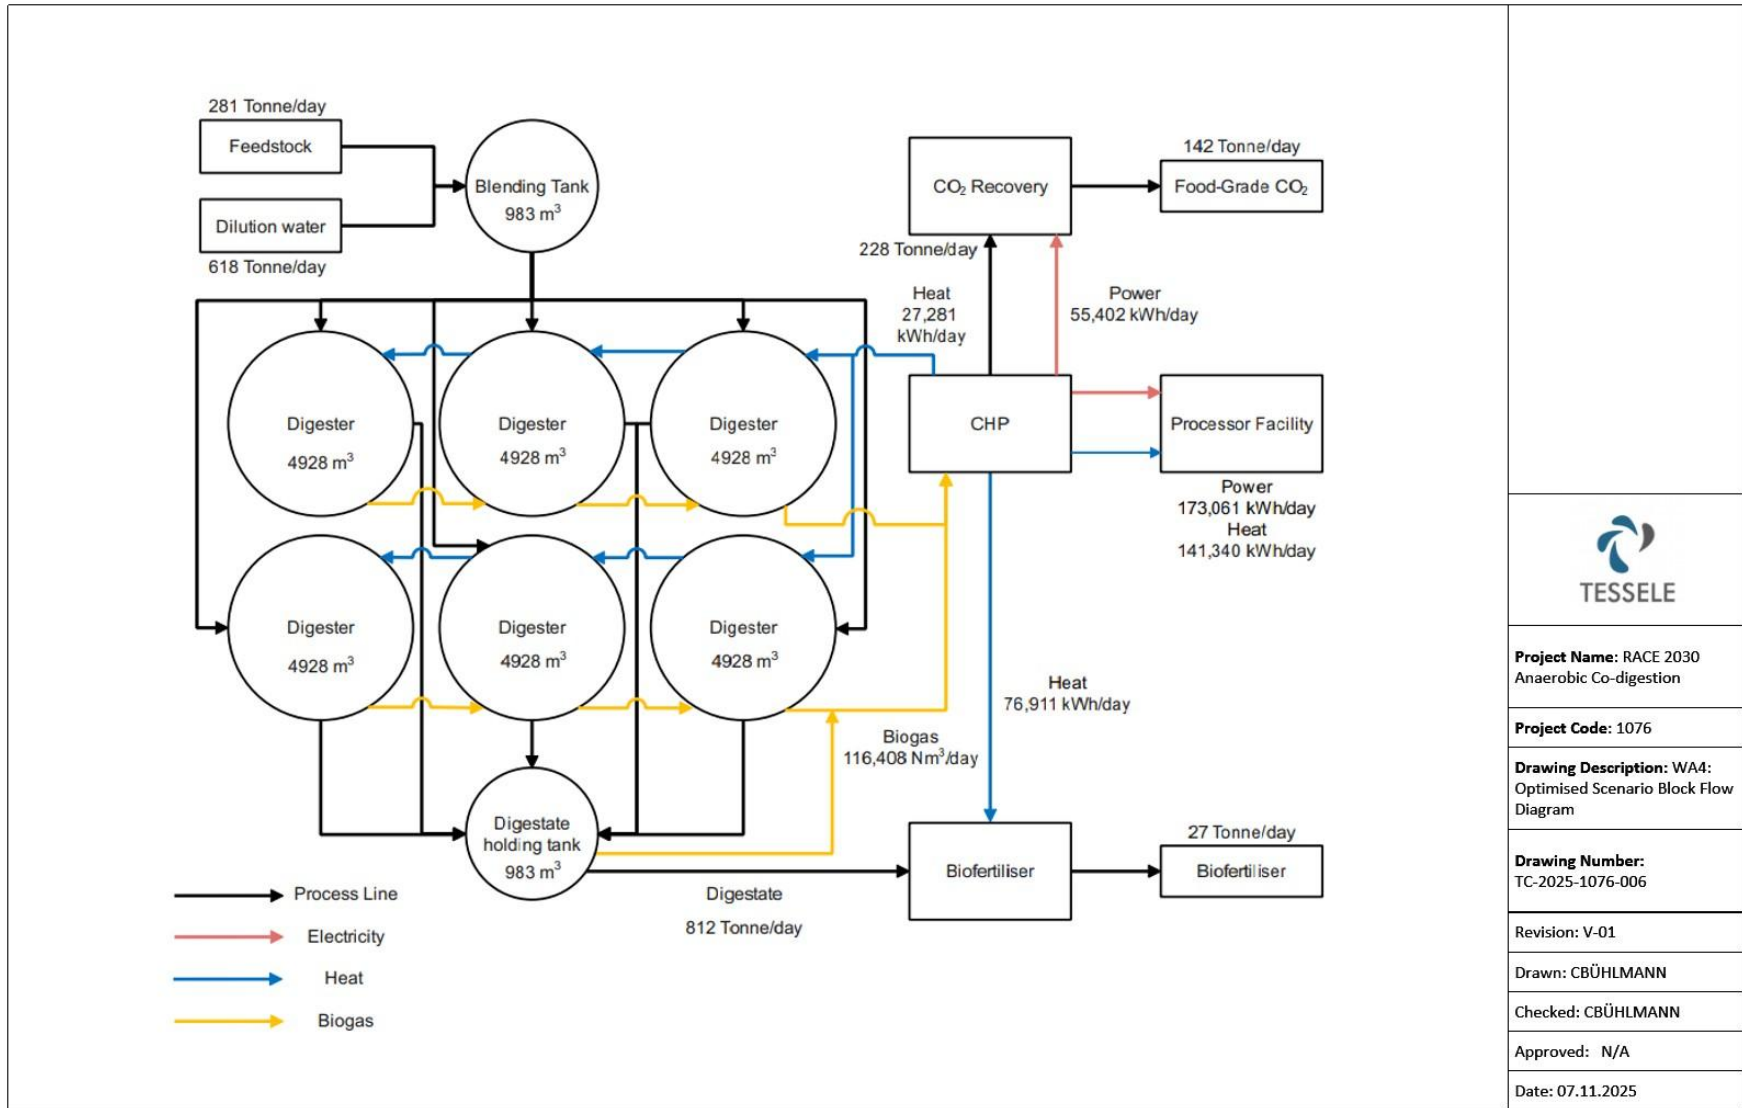 281 Tonne/day
Feedstock
Dilution water
618 Tonne/day
Blending Tank
983 m³
CO₂ Recovery
142 Tonne/day
Food-Grade CO₂
228 Tonne/day
Heat
27,281
kWh/day
Power
55,402 kWh/day
Digester
4928 m³
Digester
4928 m³
Digester
4928 m³
CHP
Processor Facility
Power
173,061 kWh/day
Heat
141,340 kWh/day
Digester
4928 m³
Digester
4928 m³
Digester
4928 m³
Heat
76,911 kWh/day
Biogas
116,408 Nm³/day
Digestate
holding tank
983 m³
Digestate
812 Tonne/day
Biofertiliser
27 Tonne/day
Biofertiliser
Process Line
Electricity
Heat
Biogas
TESSELE
Project Name: RACE 2030
Anaerobic Co-digestion
Project Code: 1076
Drawing Description: WA4:
Optimised Scenario Block Flow
Diagram
Drawing Number:
TC-2025-1076-006
Revision: V-01
Drawn: CBÜHLMANN
Checked: CBÜHLMANN
Approved: N/A
Date: 07.11.2025